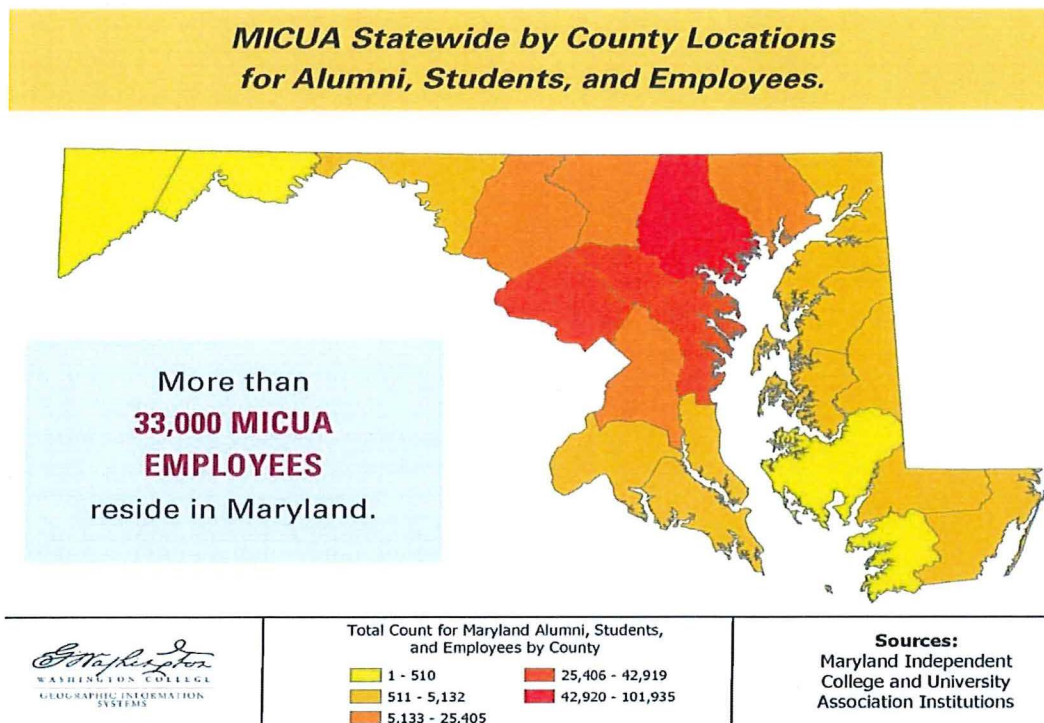 MICUA Statewide by County Locations
for Alumni, Students, and Employees.
More than
33,000 MICUA
EMPLOYEES
reside in Maryland.
GWashington
WASHINGTON COLLEGE
GEOGRAPHIC INFORMATION
SYSTEMS
Total Count for Maryland Alumni, Students,
and Employees by County
1 - 510
511 - 5,132
5,133 - 25,405
25,406 - 42,919
42,920 - 101,935
Sources:
Maryland Independent
College and University
Association Institutions